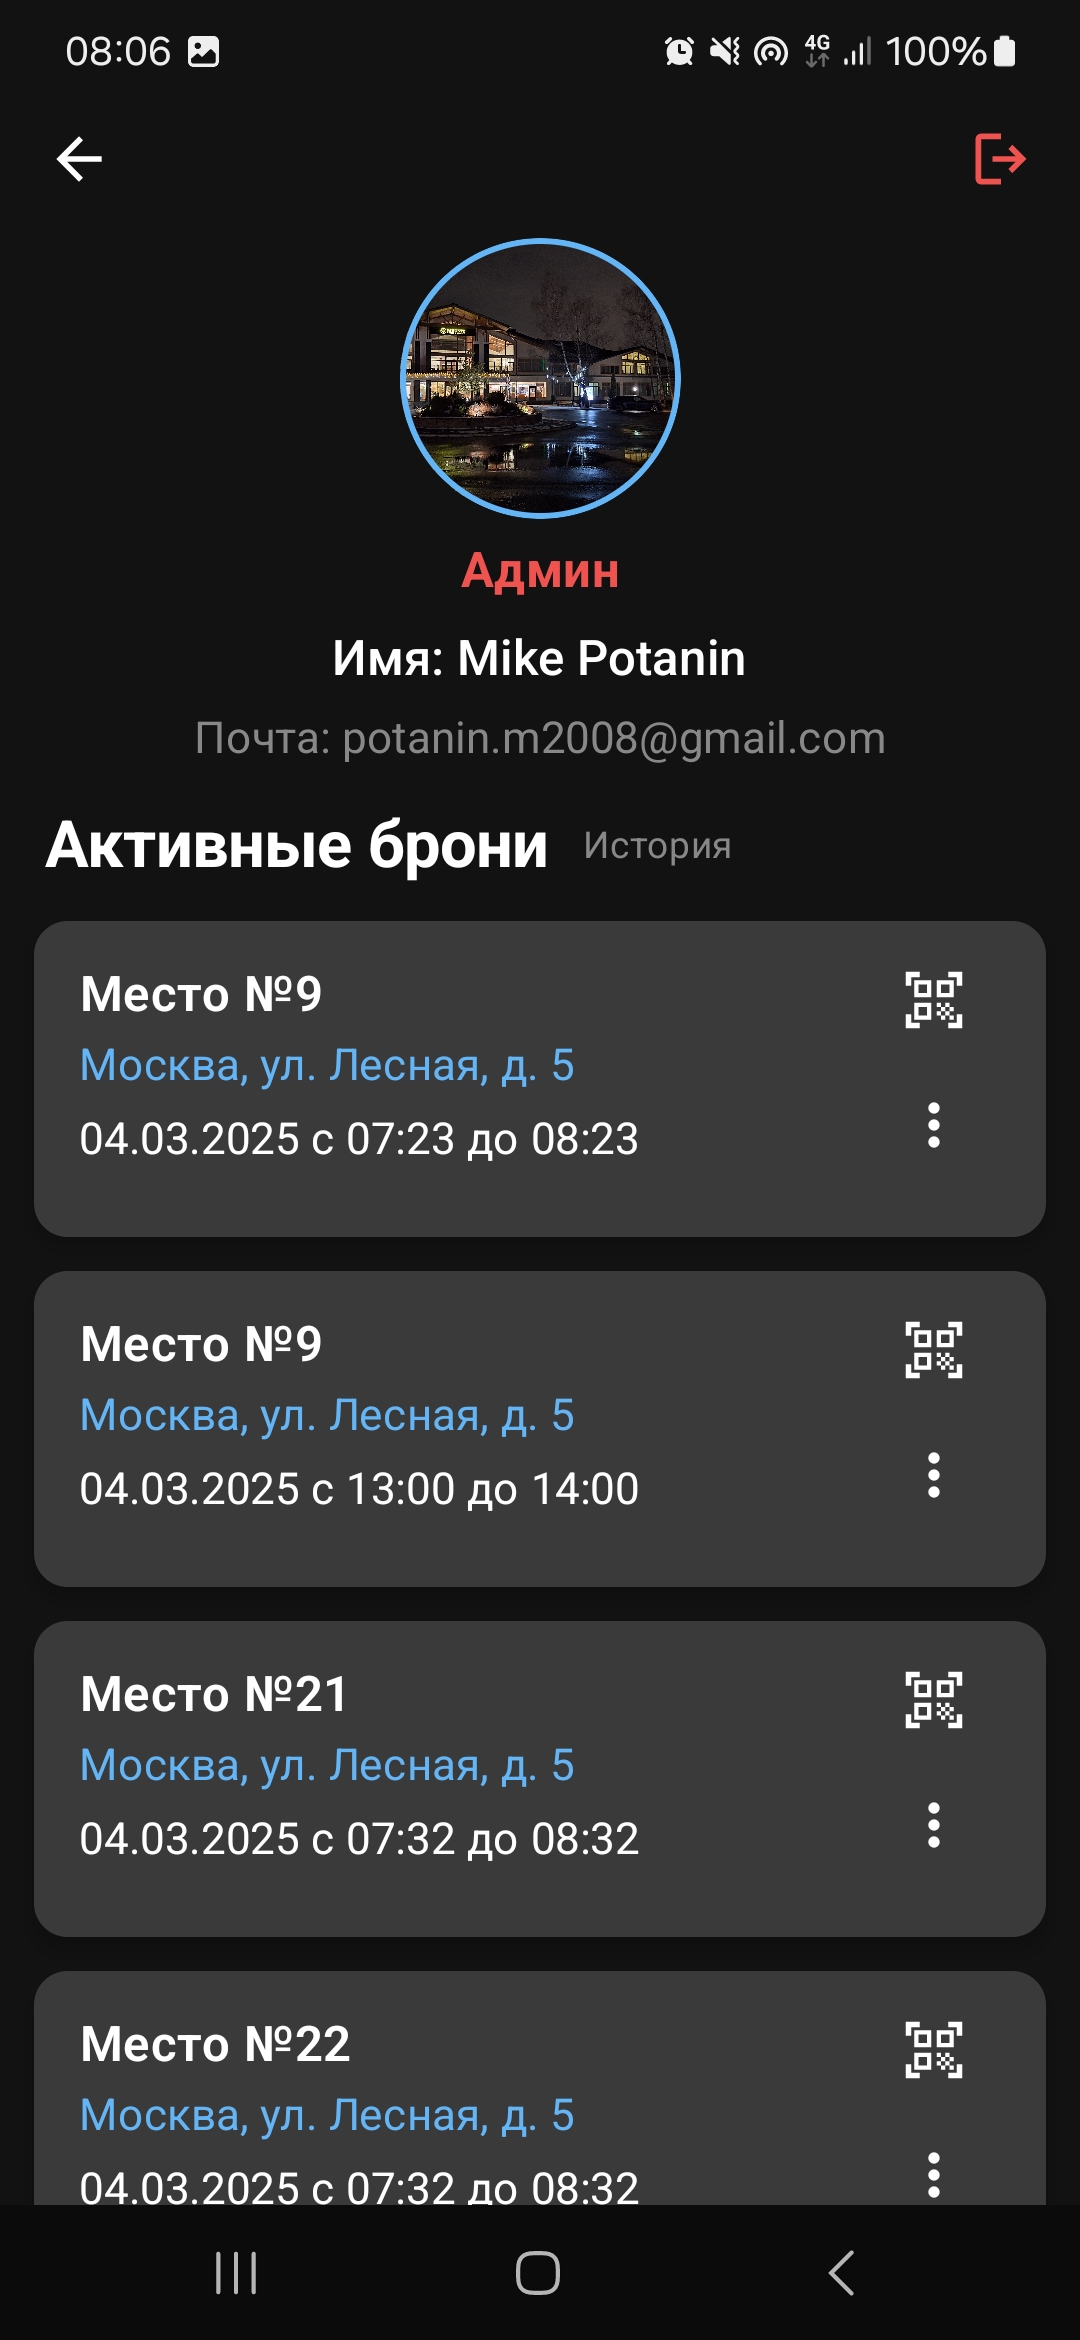 08:06
4G
100%
Админ
Имя: Mike Potanin
Почта: potanin.m2008@gmail.com
Активные брони История
Место №9
Москва, ул. Лесная, д. 5
04.03.2025 с 07:23 до 08:23
Место №9
Москва, ул. Лесная, д. 5
04.03.2025 с 13:00 до 14:00
Место №21
Москва, ул. Лесная, д. 5
04.03.2025 с 07:32 до 08:32
Место №22
Москва, ул. Лесная, д. 5
04.03.2025 с 07:32 до 08:32